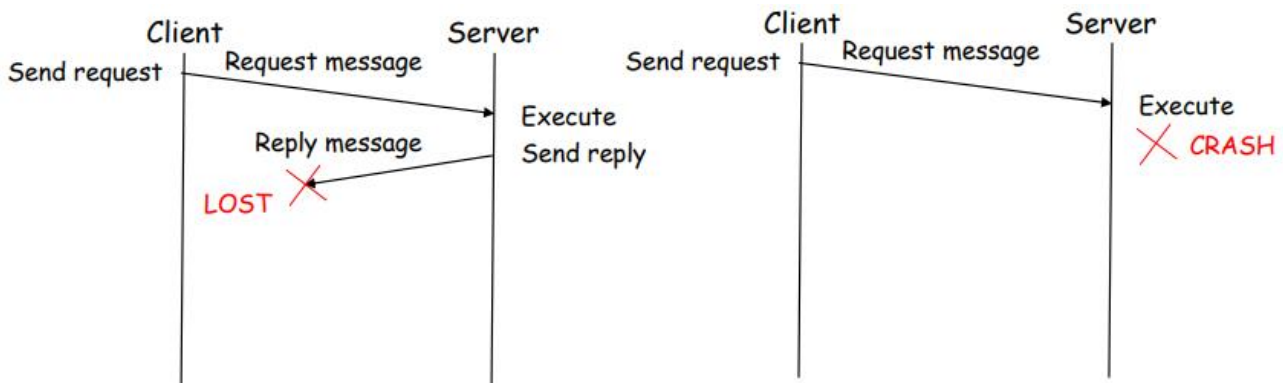 Client
Server
Send request
Request message
Execute
Reply message
Send reply
LOST
Client
Server
Send request
Request message
Execute
CRASH